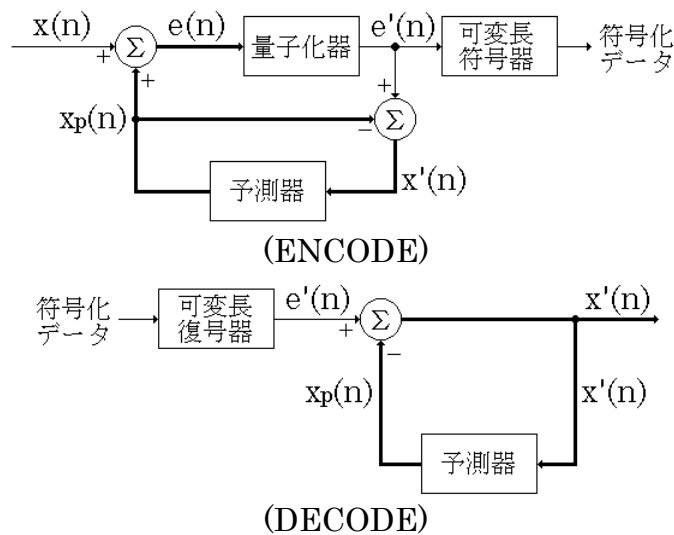 x(n)
+
Σ
+
e(n)
量子化器
e'(n)
可変長
符号器
符号化
データ
+
xp(n)
−
Σ
予測器
x'(n)
(ENCODE)
符号化
データ
可変長
復号器
e'(n)
+
Σ
−
x'(n)
xp(n)
x'(n)
予測器
(DECODE)